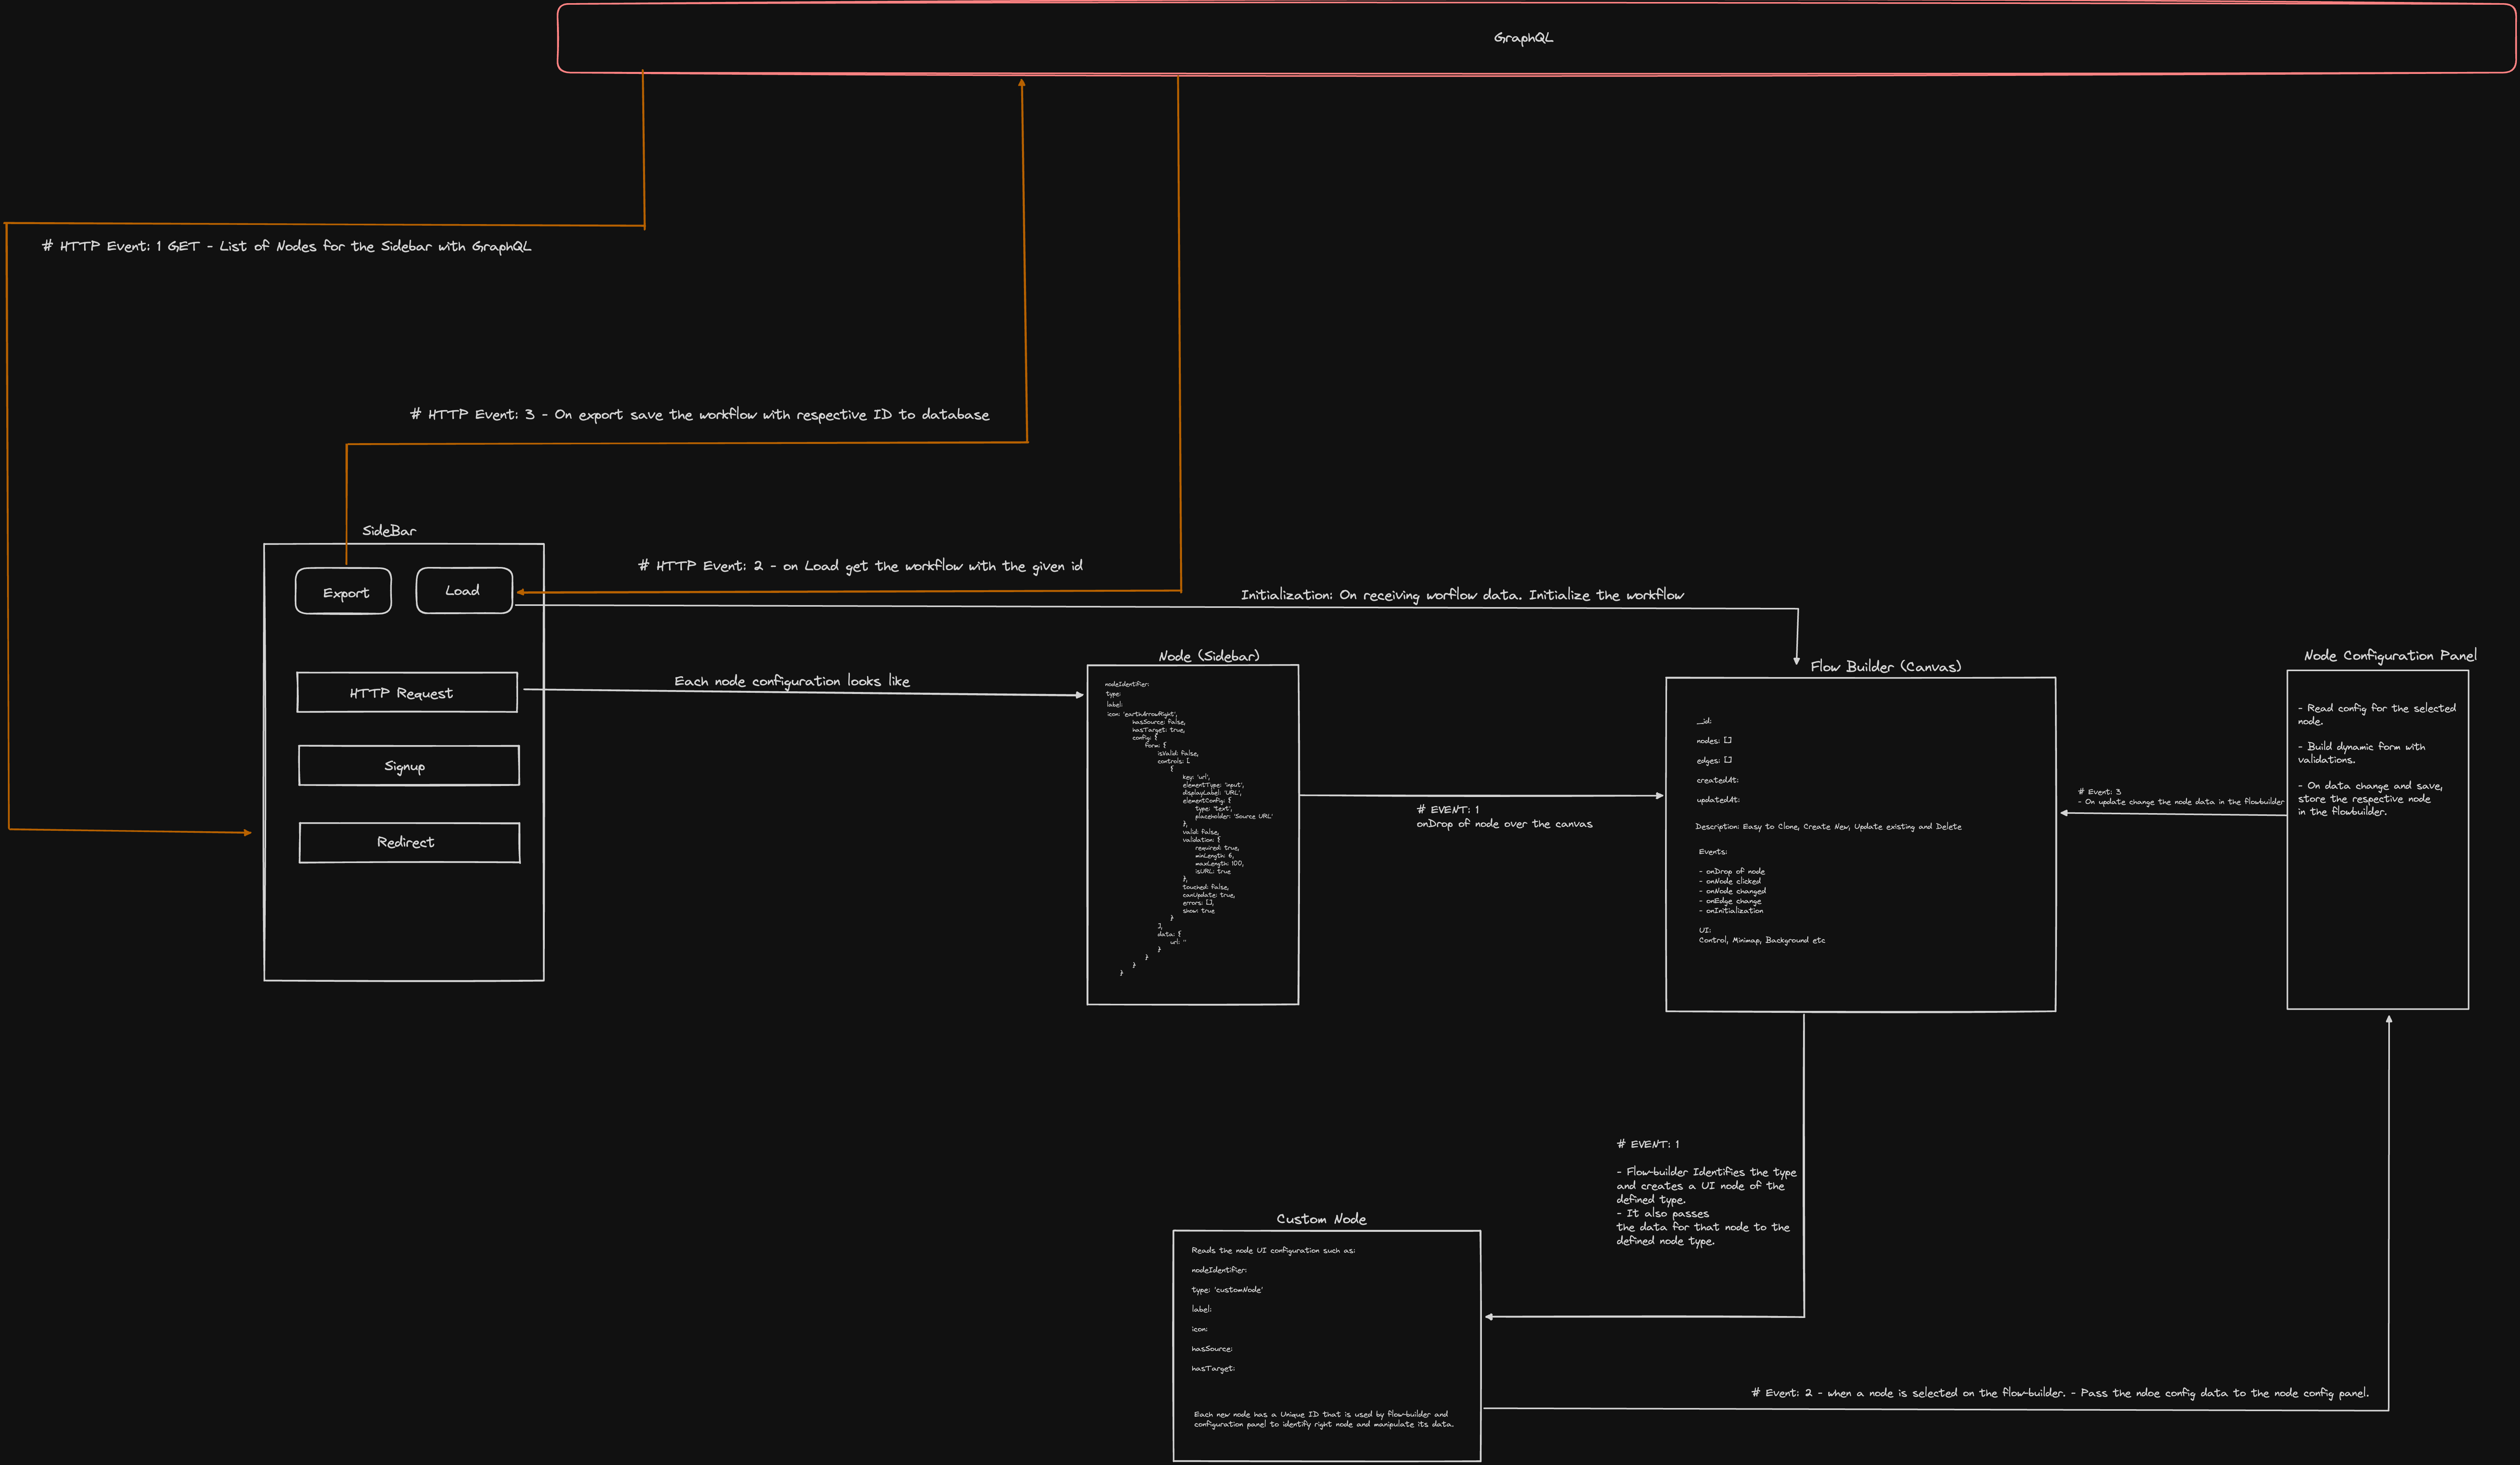 GraphQL
# HTTP Event: 1 GET - List of Nodes for the Sidebar with GraphQL
# HTTP Event: 3 - On export save the workflow with respective ID to database
SideBar
Export
Load
# HTTP Event: 2 - on Load get the workflow with the given id
Initialization: On receiving worflow data. Initialize the workflow
HTTP Request
Signup
Redirect
Each node configuration looks like
Node (Sidebar)
nodeIdentifier:
type:
label:
icon: 'earthArrowRight',
hasSource: false,
hasTarget: true,
config: {
form: {
isValid: false,
controls: [
{
key: 'url',
elementType: 'input',
displayLabel: 'URL',
elementConfig: {
type: 'text',
placeholder: 'Source URL'
},
valid: false,
validation: {
required: true,
minLength: 6,
maxLength: 100,
isURL: true
},
touched: false,
canUpdate: true,
errors: [],
show: true
}
],
data: {
url: ''
}
}
}
}
# EVENT: 1
onDrop of node over the canvas
Flow Builder (Canvas)
__id:
nodes: []
edges: []
createdAt:
updatedAt:
Description: Easy to Clone, Create New, Update existing and Delete
Events:
- onDrop of node
- onNode clicked
- onNode changed
- onEdge change
- onInitialization
UI:
Control, Minimap, Background etc
# Event: 3
- On update change the node data in the flowbuilder
Node Configuration Panel
- Read config for the selected
node.
- Build dynamic form with
validations.
- On data change and save,
store the respective node
in the flowbuilder.
# EVENT: 1
- Flow-builder Identifies the type
and creates a UI node of the
defined type.
- It also passes
the data for that node to the
defined node type.
Custom Node
Reads the node UI configuration such as:
nodeIdentifier:
type: 'customNode'
label:
icon:
hasSource:
hasTarget:
Each new node has a Unique ID that is used by flow-builder and
configuration panel to identify right node and manipulate its data.
# Event: 2 - when a node is selected on the flow-builder. - Pass the ndoe config data to the node config panel.